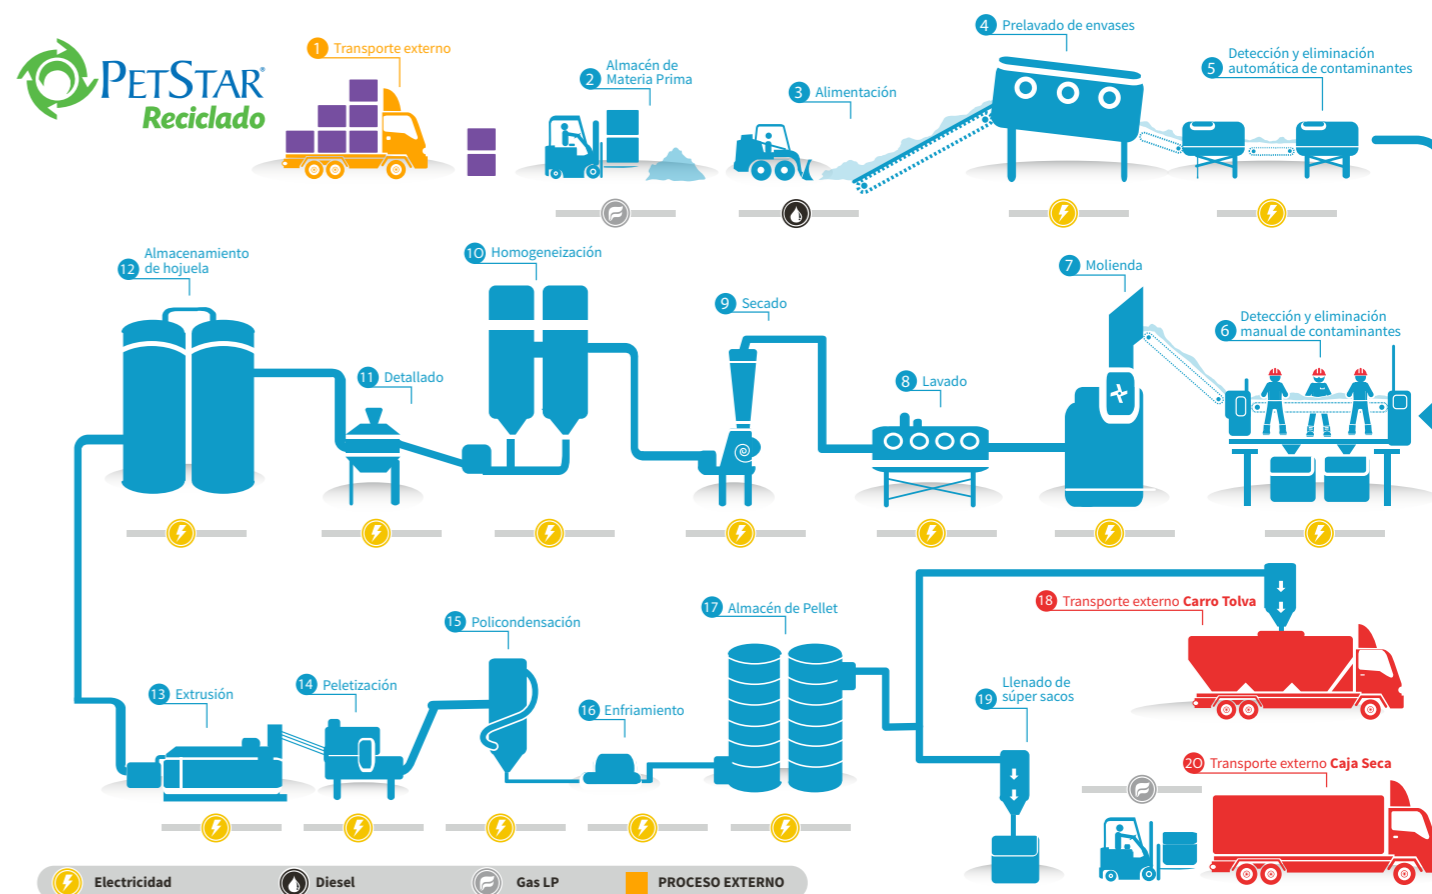 PETSTAR®
Reciclado
1 Transporte externo
2 Almacén de
Materia Prima
3 Alimentación
4 Prelavado de envases
5 Detección y eliminación
automática de contaminantes
12 Almacenamiento
de hojuela
10 Homogeneización
11 Detallado
9 Secado
8 Lavado
7 Molienda
6 Detección y eliminación
manual de contaminantes
13 Extrusión
14 Peletización
15 Policondensación
16 Enfriamiento
17 Almacén de Pellet
18 Transporte externo Carro Tolva
19 Llenado de
súper sacos
20 Transporte externo Caja Seca
Electricidad
Diesel
Gas LP
PROCESO EXTERNO